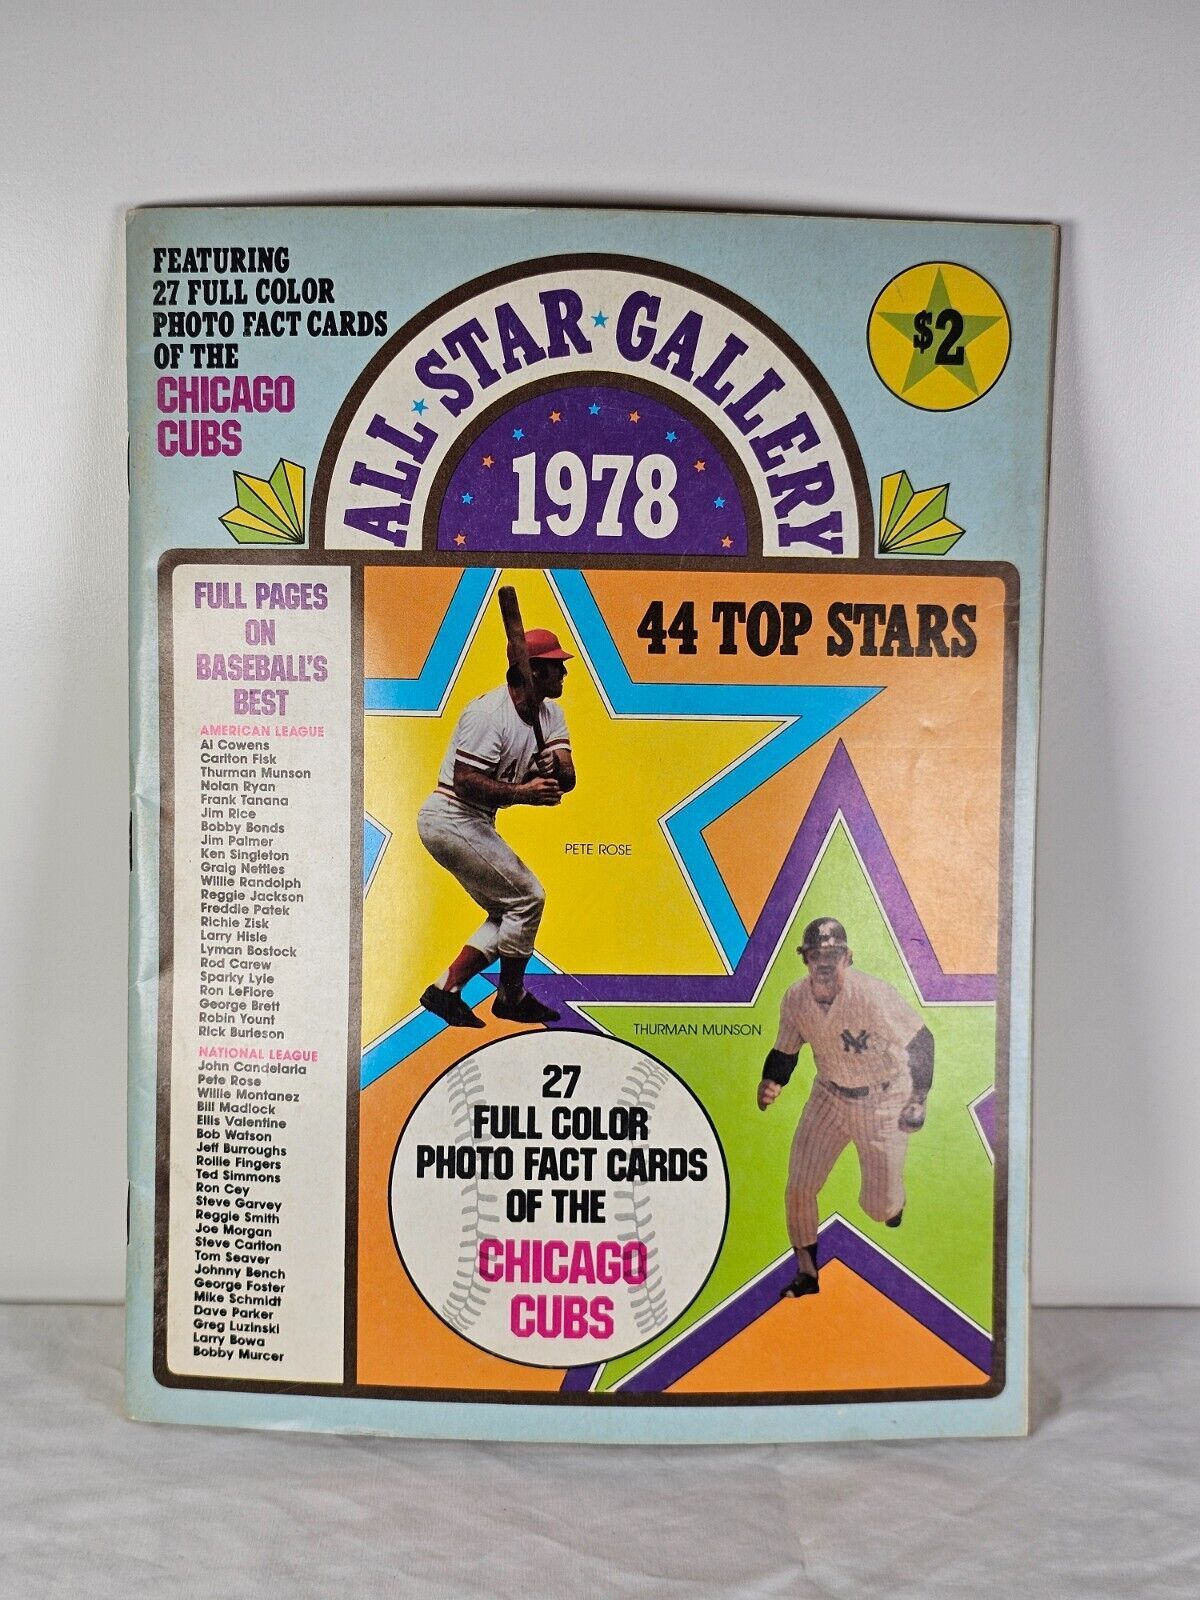 FEATURING
27 FULL COLOR
PHOTO FACT CARDS
OF THE
CHICAGO
CUBS
ALL★STAR★GALLERY
1978
$2
FULL PAGES
ON
BASEBALL'S
BEST
AMERICAN LEAGUE
Al Cowens
Carlton Fisk
Thurman Munson
Nolan Ryan
Frank Tanana
Jim Rice
Bobby Bonds
Jim Palmer
Ken Singleton
Graig Nettles
Willie Randolph
Reggie Jackson
Freddie Patek
Richie Zisk
Larry Hisle
Lyman Bostock
Rod Carew
Sparky Lyle
Ron LeFlore
George Brett
Robin Yount
Rick Burleson
NATIONAL LEAGUE
John Candelaria
Pete Rose
Willie Montanez
Bill Madlock
Ellis Valentine
Bob Watson
Jeff Burroughs
Rollie Fingers
Ted Simmons
Ron Cey
Steve Garvey
Reggie Smith
Joe Morgan
Steve Carlton
Tom Seaver
Johnny Bench
George Foster
Mike Schmidt
Dave Parker
Greg Luzinski
Larry Bowa
Bobby Murcer
44 TOP STARS
PETE ROSE
THURMAN MUNSON
NY
27
FULL COLOR
PHOTO FACT CARDS
OF THE
CHICAGO
CUBS